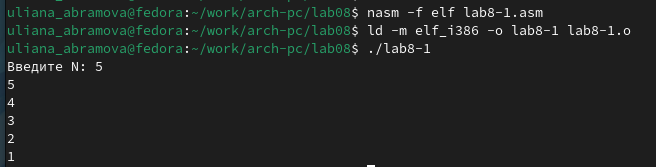 uliana_abramova@fedora:~/work/arch-pc/lab08$ nasm -f elf lab8-1.asm
uliana_abramova@fedora:~/work/arch-pc/lab08$ ld -m elf_i386 -o lab8-1 lab8-1.o
uliana_abramova@fedora:~/work/arch-pc/lab08$ ./lab8-1
Введите N: 5
5
4
3
2
1